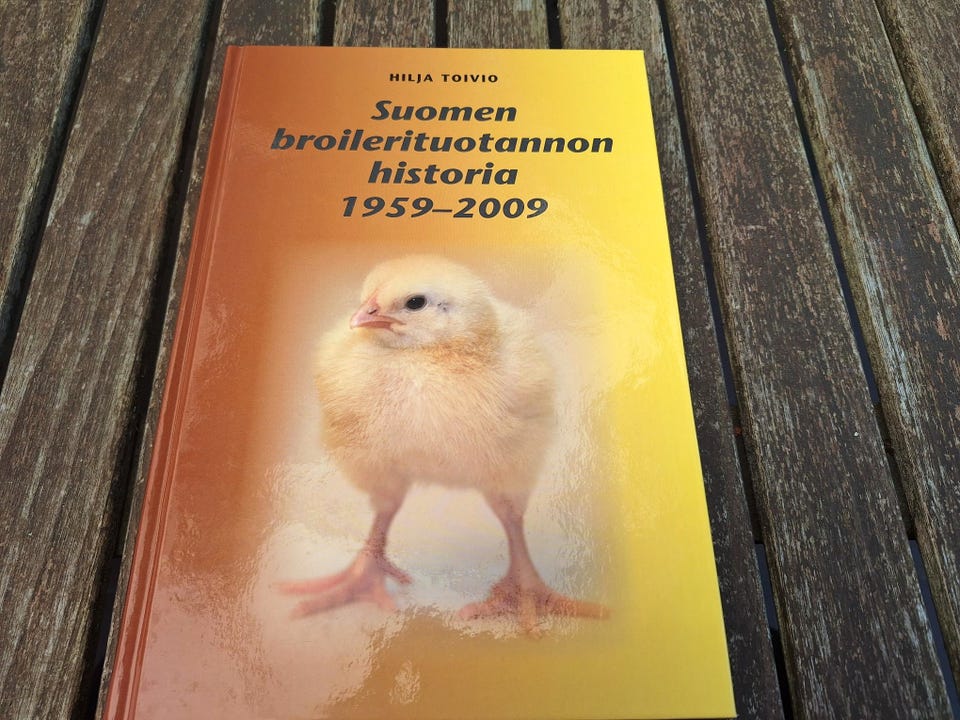 HILJA TOIVIO
Suomen
broilerituotannon
historia
1959–2009